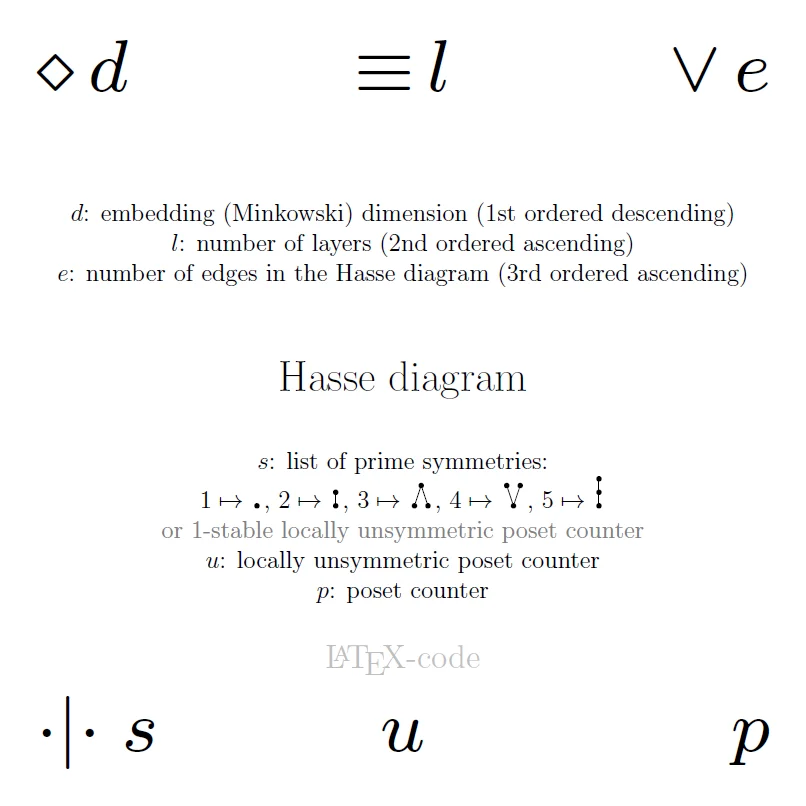 ⋄ d ≡ l ∨ e
d: embedding (Minkowski) dimension (1st ordered descending)
l: number of layers (2nd ordered ascending)
e: number of edges in the Hasse diagram (3rd ordered ascending)
Hasse diagram
s: list of prime symmetries:
1 ↦ , 2 ↦ , 3 ↦ , 4 ↦ , 5 ↦
or 1-stable locally unsymmetric poset counter
u: locally unsymmetric poset counter
p: poset counter
LATEX-code
·|· s u p